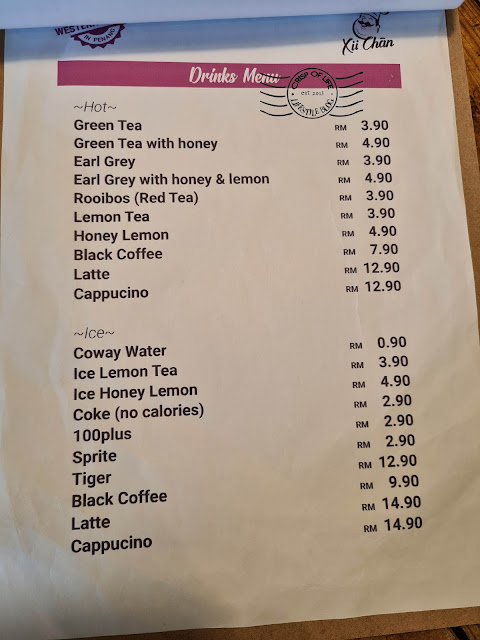 WESTER
IN PENANG
Xii Chān
Drinks Menu
CRISP OF LIFE
EST 2013
LIFESTYLE BLOG
~Hot~
Green Tea RM 3.90
Green Tea with honey RM 4.90
Earl Grey RM 3.90
Earl Grey with honey & lemon RM 4.90
Rooibos (Red Tea) RM 3.90
Lemon Tea RM 3.90
Honey Lemon RM 4.90
Black Coffee RM 7.90
Latte RM 12.90
Cappucino RM 12.90
~Ice~
Coway Water RM 0.90
Ice Lemon Tea RM 3.90
Ice Honey Lemon RM 4.90
Coke (no calories) RM 2.90
100plus RM 2.90
Sprite RM 2.90
Tiger RM 12.90
Black Coffee RM 9.90
Latte RM 14.90
Cappucino RM 14.90